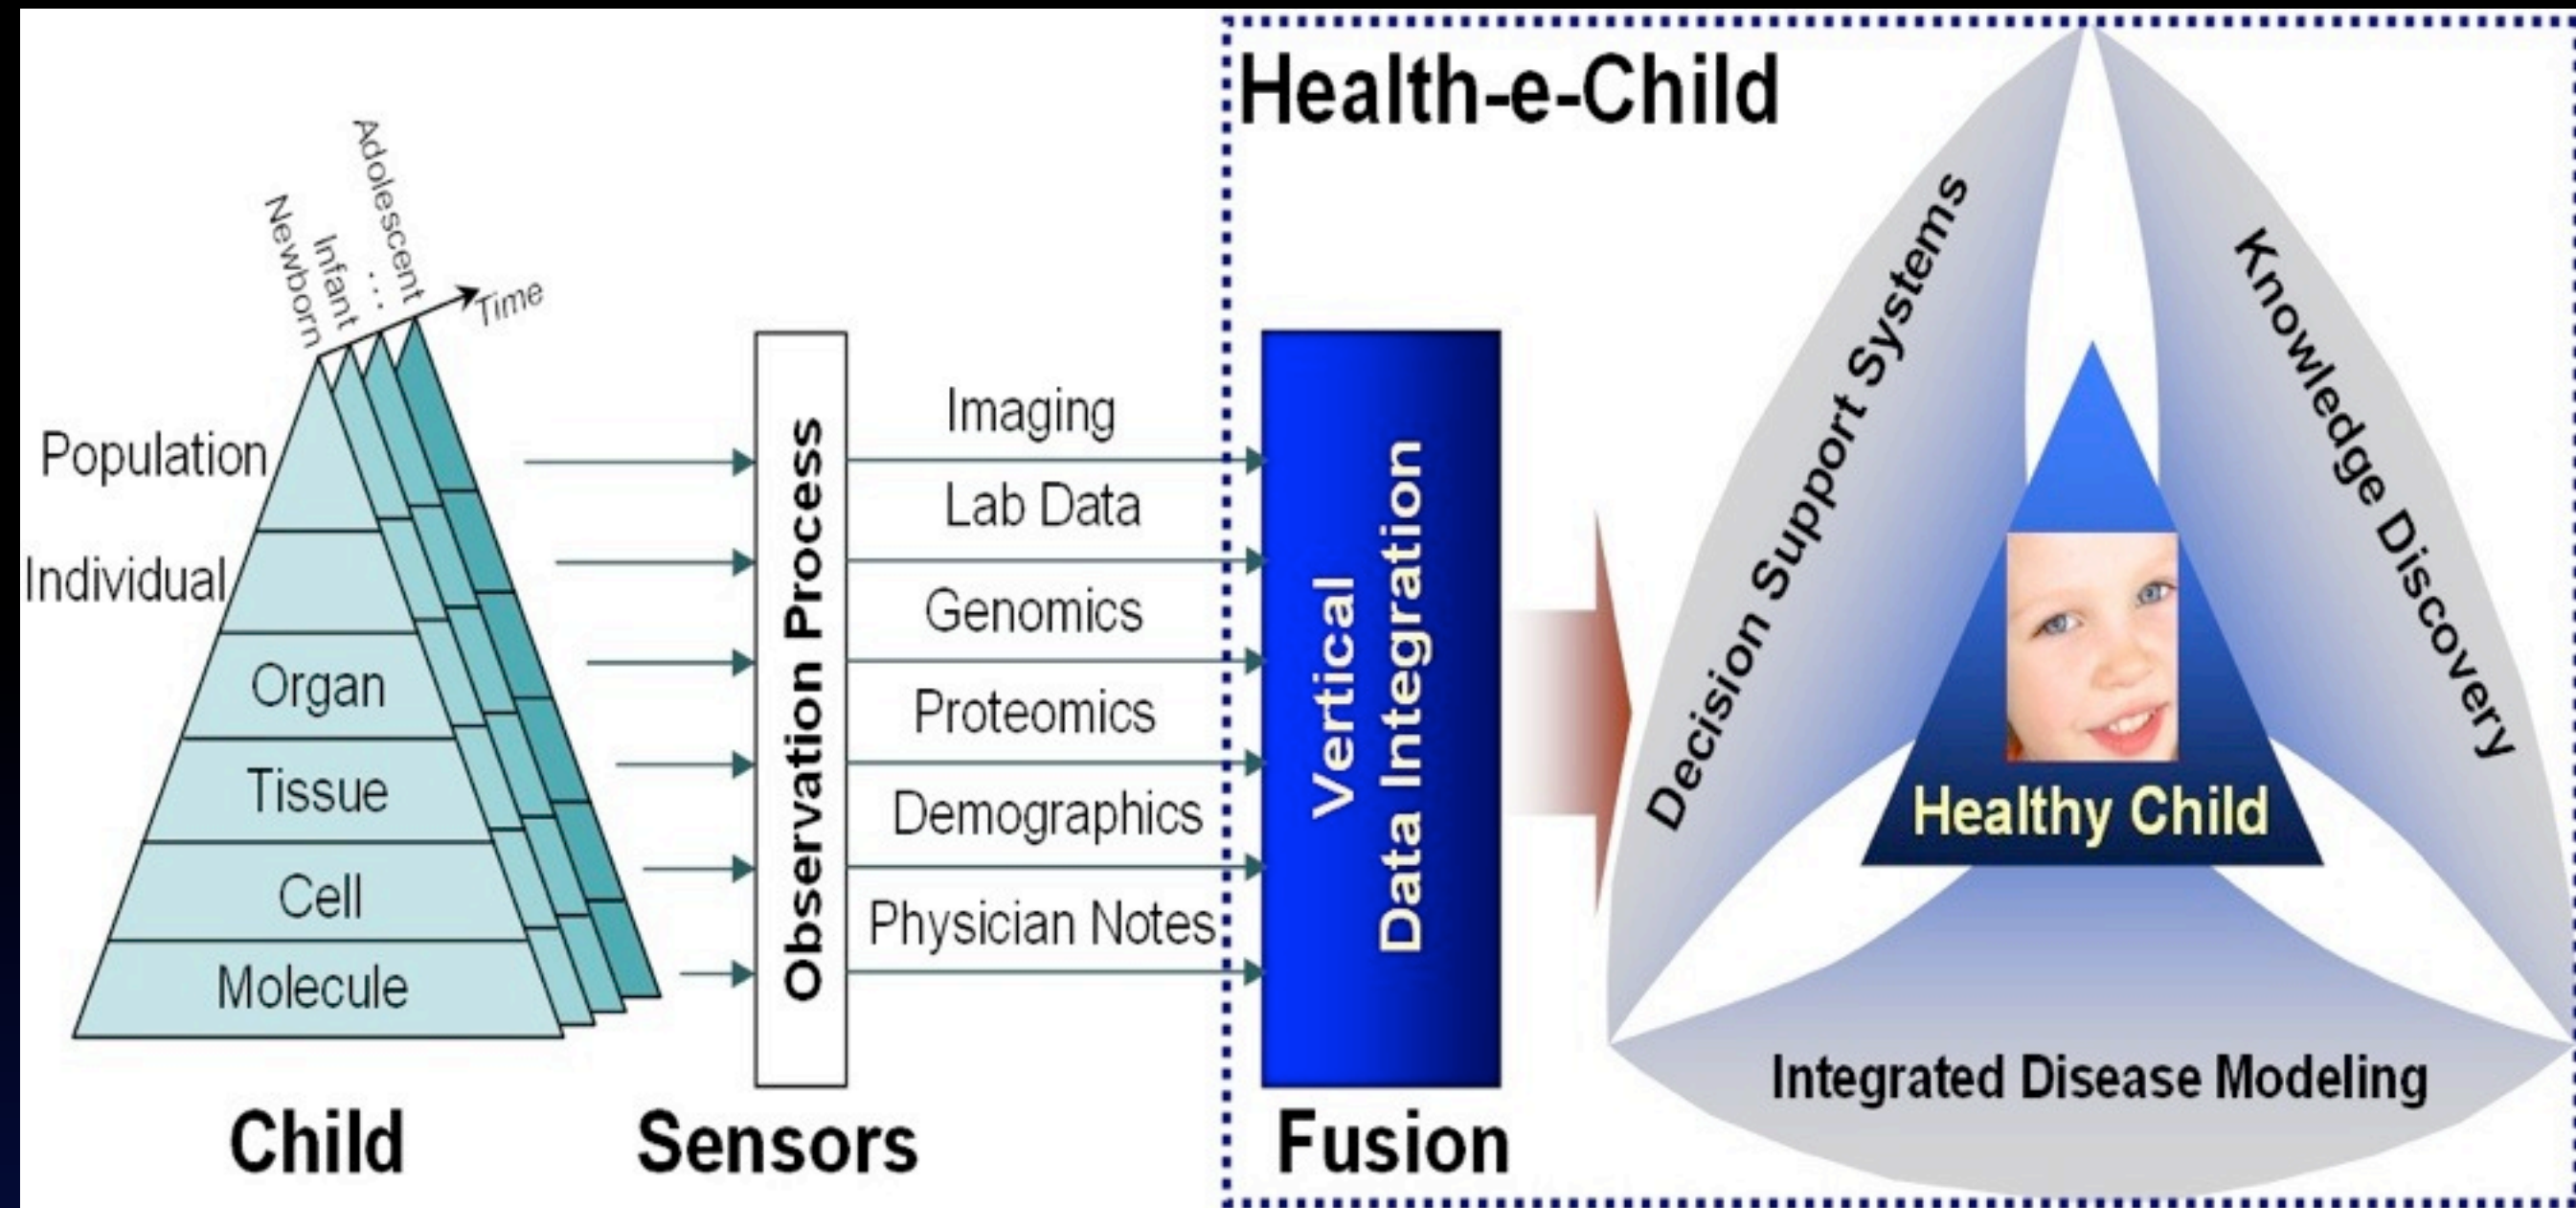 Health-e-Child
Newborn
Infant
...
Adolescent
Time
Population
Individual
Organ
Tissue
Cell
Molecule
Child
Observation Process
Sensors
Imaging
Lab Data
Genomics
Proteomics
Demographics
Physician Notes
Vertical
Data Integration
Fusion
Decision Support Systems
Knowledge Discovery
Healthy Child
Integrated Disease Modeling